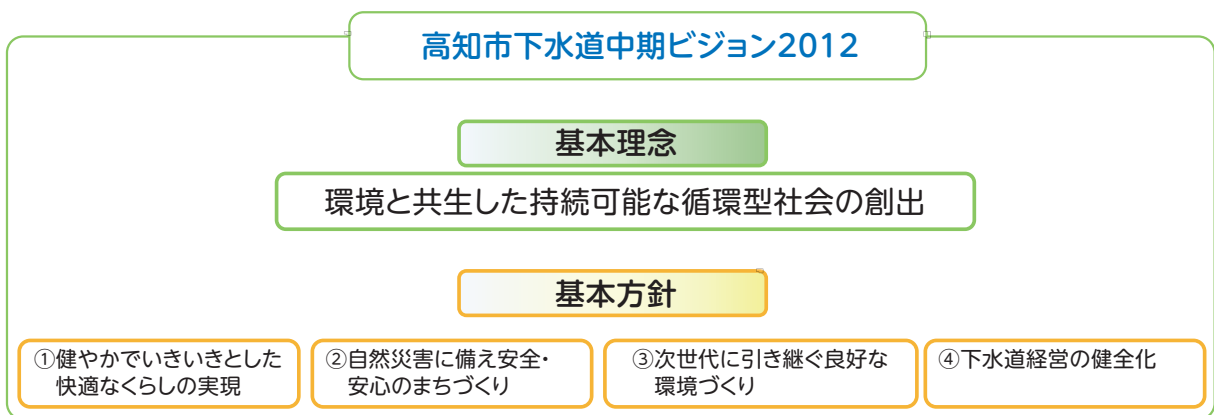 高知市下水道中期ビジョン2012
基本理念
環境と共生した持続可能な循環型社会の創出
基本方針
①健やかでいきいきとした
快適なくらしの実現
②自然災害に備え安全・
安心のまちづくり
③次世代に引き継ぐ良好な
環境づくり
④下水道経営の健全化